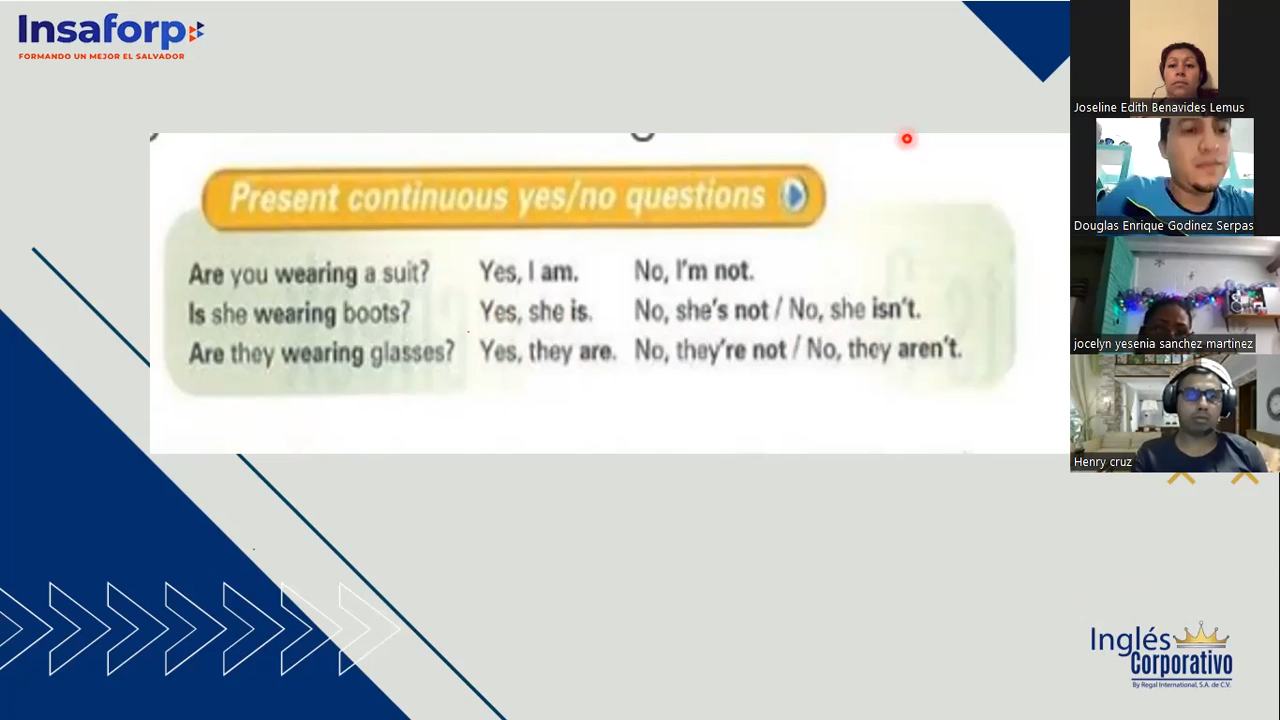 Insaforp
FORMANDO UN MEJOR EL SALVADOR
Present continuous yes/no questions
Are you wearing a suit? Yes, I am. No, I'm not.
Is she wearing boots? Yes, she is. No, she's not / No, she isn't.
Are they wearing glasses? Yes, they are. No, they're not / No, they aren't.
Joseline Edith Benavides Lemus
Douglas Enrique Godinez Serpas
jocelyn yesenia sanchez martinez
Henry cruz
Inglés
Corporativo
By Regal International, S.A. de C.V.